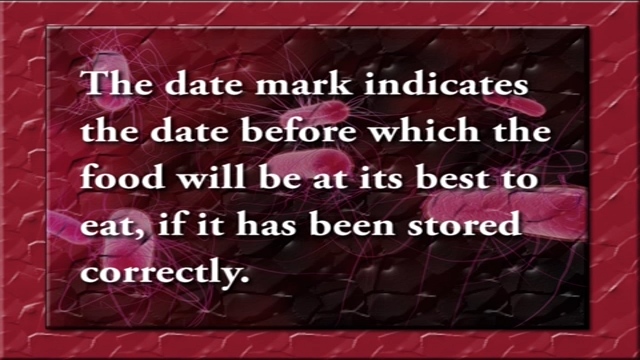 The date mark indicates
the date before which the
food will be at its best to
eat, if it has been stored
correctly.